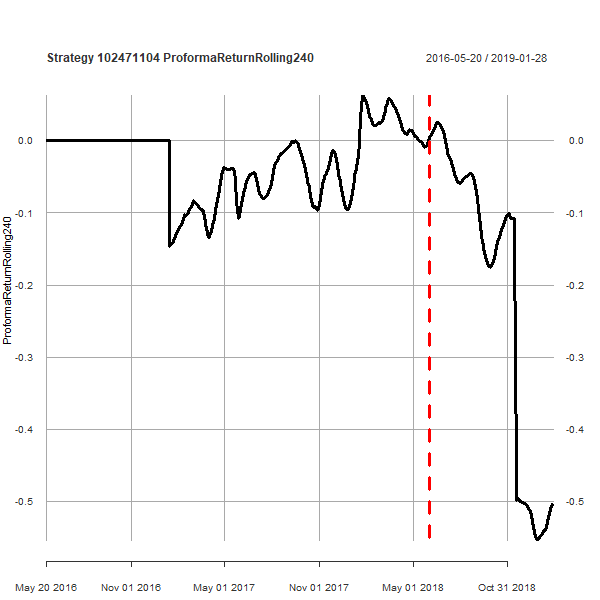 Strategy 102471104 ProformaReturnRolling240
2016-05-20 / 2019-01-28
ProformaReturnRolling240
0.0 0.0
-0.1 -0.1
-0.2 -0.2
-0.3 -0.3
-0.4 -0.4
-0.5 -0.5
May 20 2016 Nov 01 2016 May 01 2017 Nov 01 2017 May 01 2018 Oct 31 2018